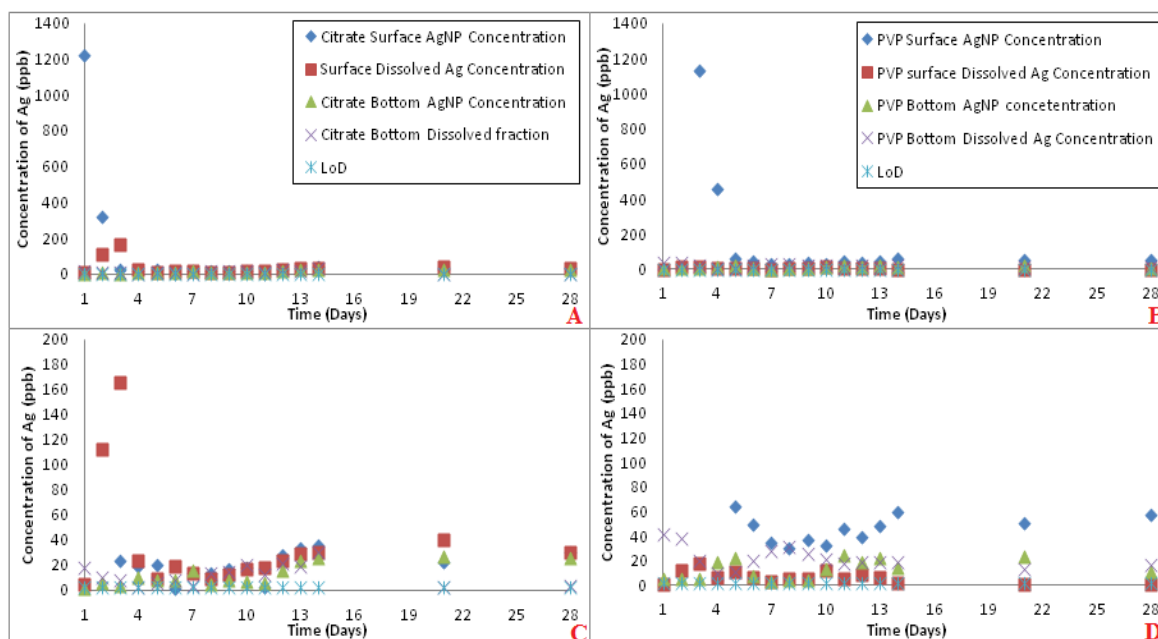 1400
1200
1000
800
600
400
200
0
Concentration of Ag (ppb)
Citrate Surface AgNP Concentration
Surface Dissolved Ag Concentration
Citrate Bottom AgNP Concentration
Citrate Bottom Dissolved fraction
LoD
1 4 7 10 13 16 19 22 25 28
Time (Days)
A
1400
1200
1000
800
600
400
200
0
Concentration of Ag (ppb)
PVP Surface AgNP Concentration
PVP surface Dissolved Ag Concentration
PVP Bottom AgNP concetentration
PVP Bottom Dissolved Ag Concentration
LoD
1 4 7 10 13 16 19 22 25 28
Time (Days)
B
200
180
160
140
120
100
80
60
40
20
0
Concentration of Ag (ppb)
1 4 7 10 13 16 19 22 25 28
Time (Days)
C
200
180
160
140
120
100
80
60
40
20
0
Concentration of Ag (ppb)
1 4 7 10 13 16 19 22 25 28
Time (Days)
D